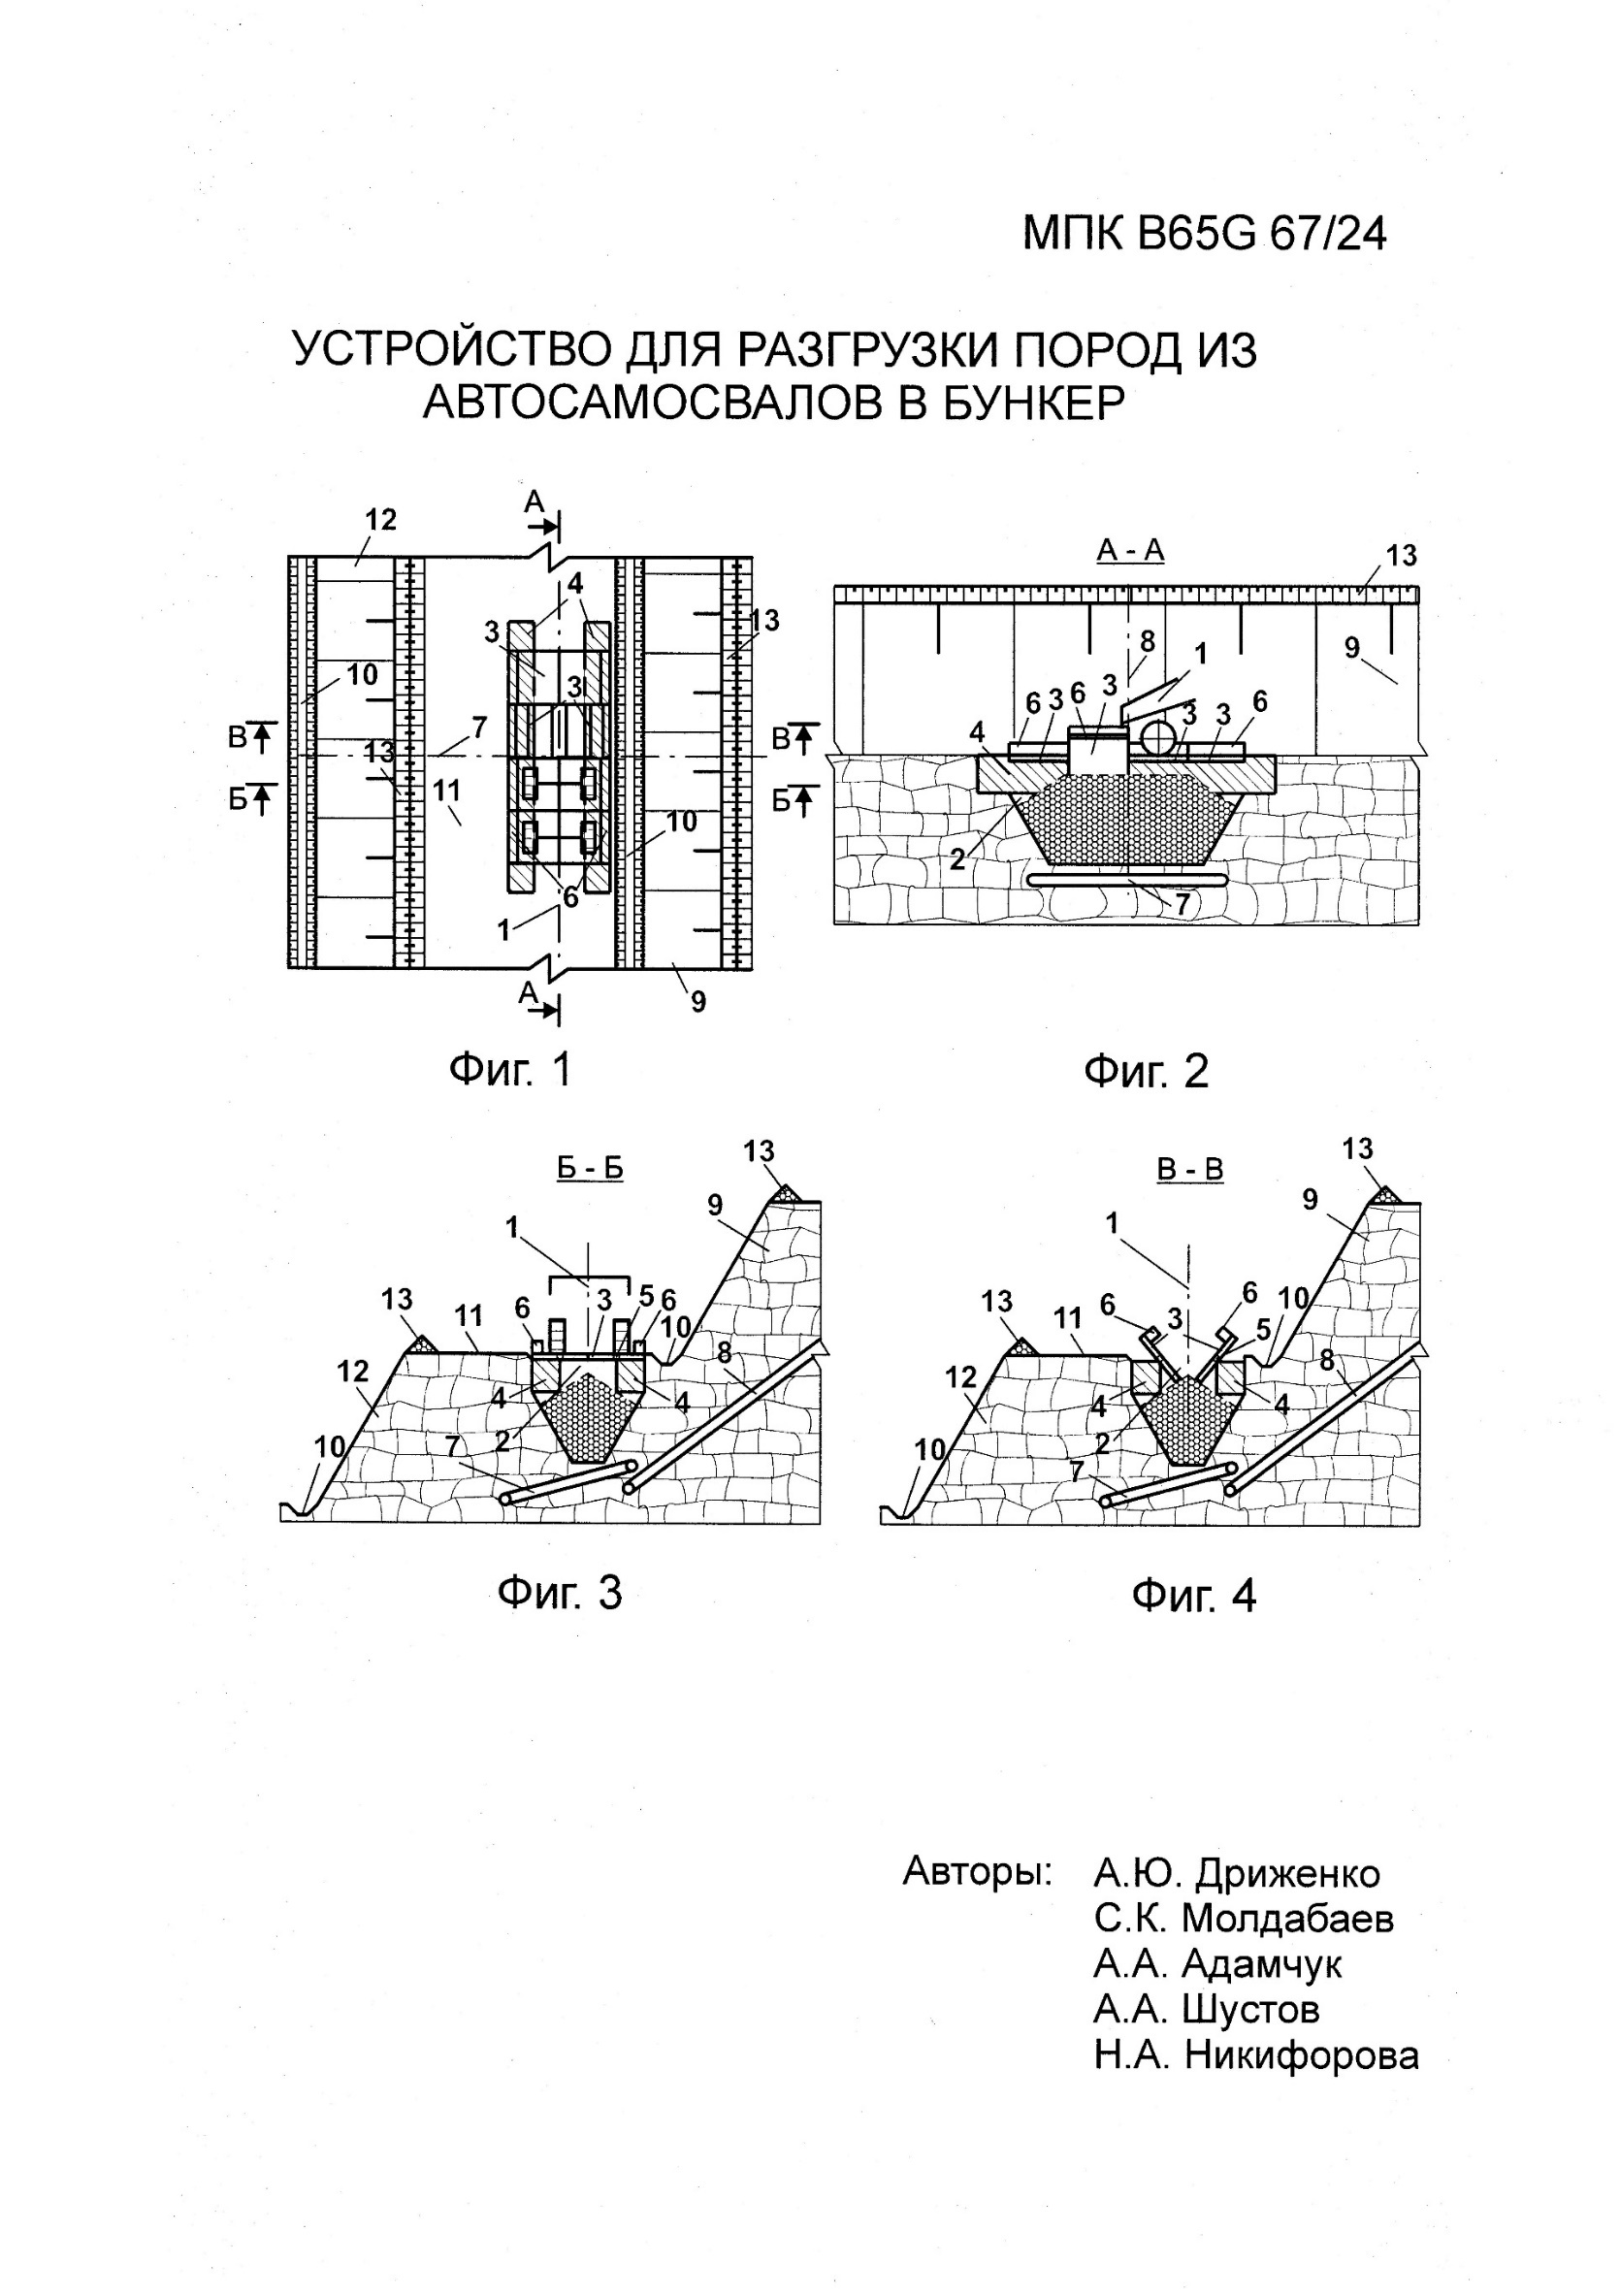 МПК B65G 67/24
УСТРОЙСТВО ДЛЯ РАЗГРУЗКИ ПОРОД ИЗ
АВТОСАМОСВАЛОВ В БУНКЕР
А
12
4
3
13
10
3
В
7
В
13
Б
11
Б
10
6
1
А
9
Фиг. 1
А - А
13
8
1
9
6
3
6
3
3
3
6
4
2
7
Фиг. 2
Б - Б
13
9
1
13
11
6
3
5
6
10
8
12
4
4
10
7
2
Фиг. 3
В - В
13
9
1
13
11
6
3
6
5
10
8
12
4
4
10
2
7
Фиг. 4
Авторы: А.Ю. Дриженко
С.К. Молдабаев
А.А. Адамчук
А.А. Шустов
Н.А. Никифорова